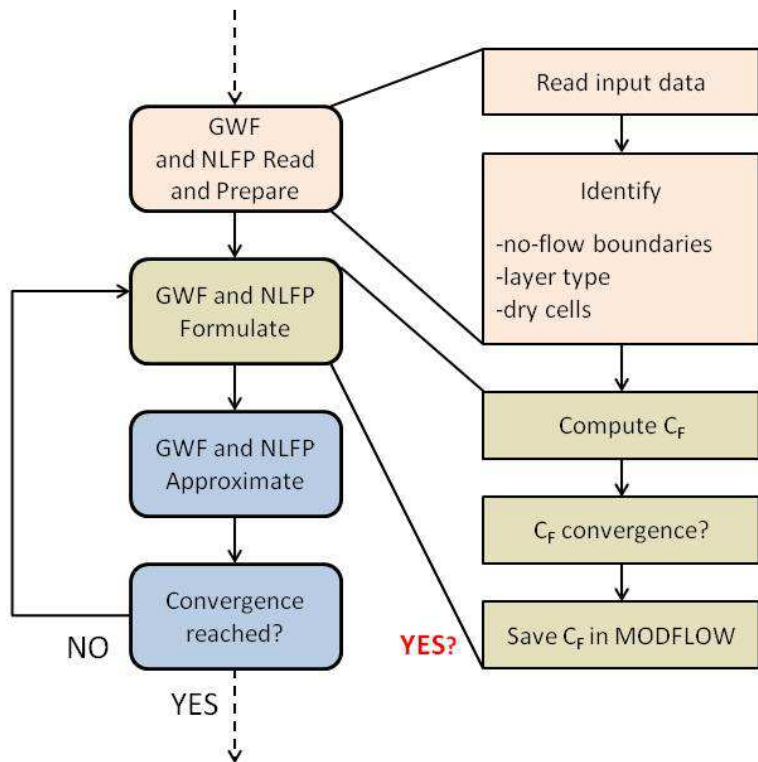 GWF
and NLFP Read
and Prepare
GWF and NLFP
Formulate
GWF and NLFP
Approximate
Convergence
reached?
NO
YES
Read input data
Identify
-no-flow boundaries
-layer type
-dry cells
Compute CF
CF convergence?
Save CF in MODFLOW
YES?